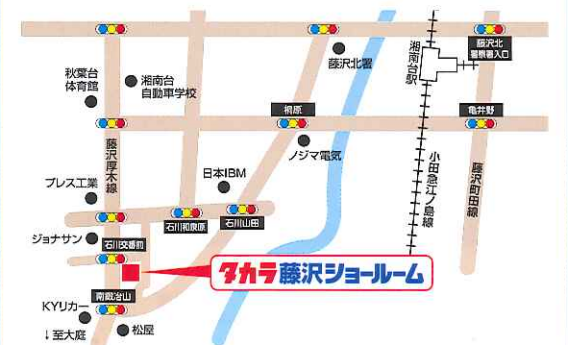 藤沢北
警察署入口
藤沢北署
湘南台駅
秋葉台
体育館
湘南台
自動車学校
桐原
亀井野
ノジマ電気
藤沢厚木線
日本IBM
小田急江ノ島線
藤沢町田線
プレス工業
石川和泉原
石川山田
ジョナサン
石川交番前
タカラ藤沢ショールーム
南鍛冶山
KYリカー
↓至大庭
松屋